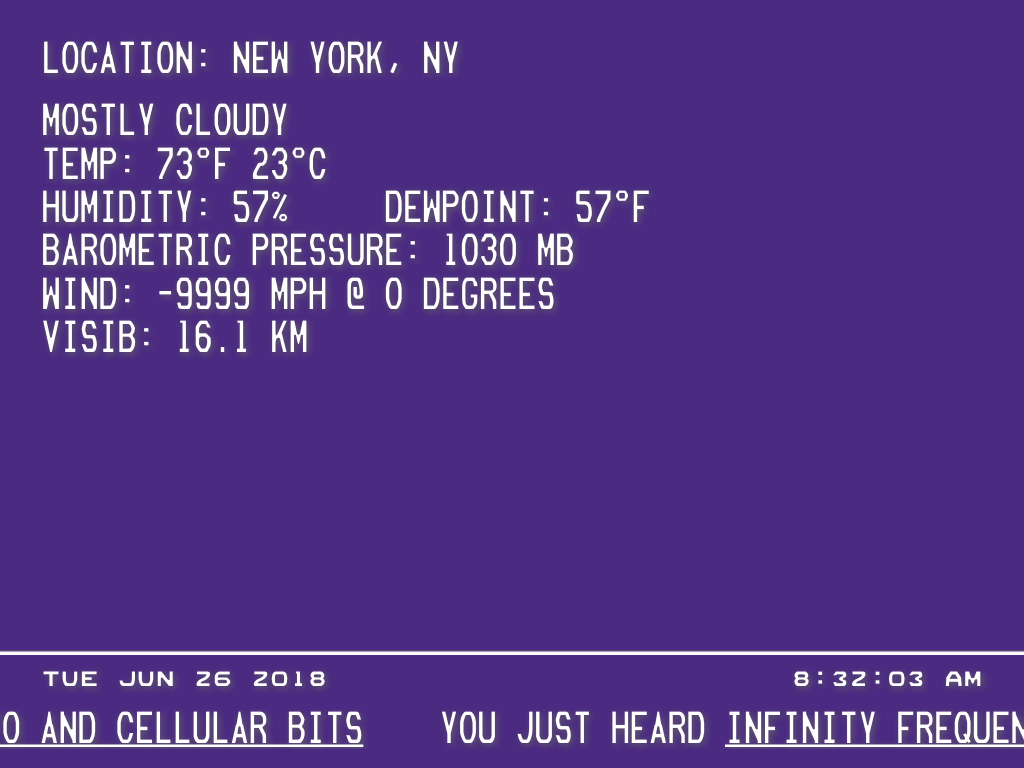 LOCATION: NEW YORK, NY
MOSTLY CLOUDY
TEMP: 73°F 23°C
HUMIDITY: 57% DEWPOINT: 57°F
BAROMETRIC PRESSURE: 1030 MB
WIND: -9999 MPH @ 0 DEGREES
VISIB: 16.1 KM
TUE JUN 26 2018 8:32:03 AM
O AND CELLULAR BITS YOU JUST HEARD INFINITY FREQUEN